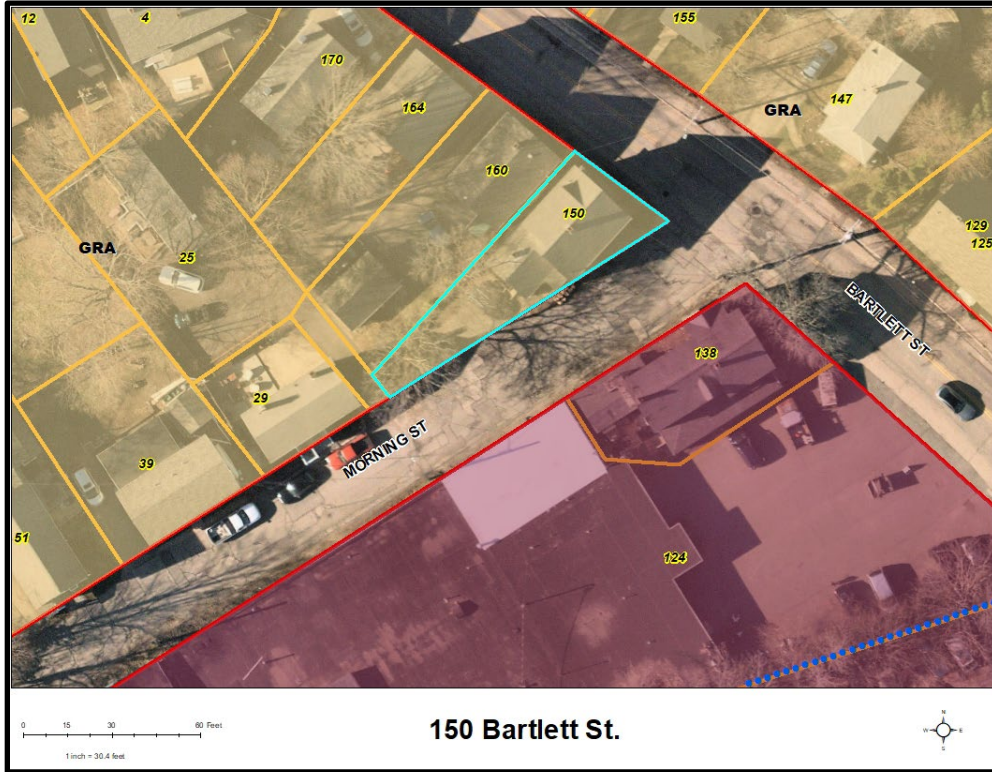 12
4
155
170
147
GRA
164
160
150
129
125
GRA
25
BARTLETT ST
138
29
MORNING ST
39
51
124
0 15 30 60 Feet
1 inch = 30.4 feet
150 Bartlett St.
N
W E
S